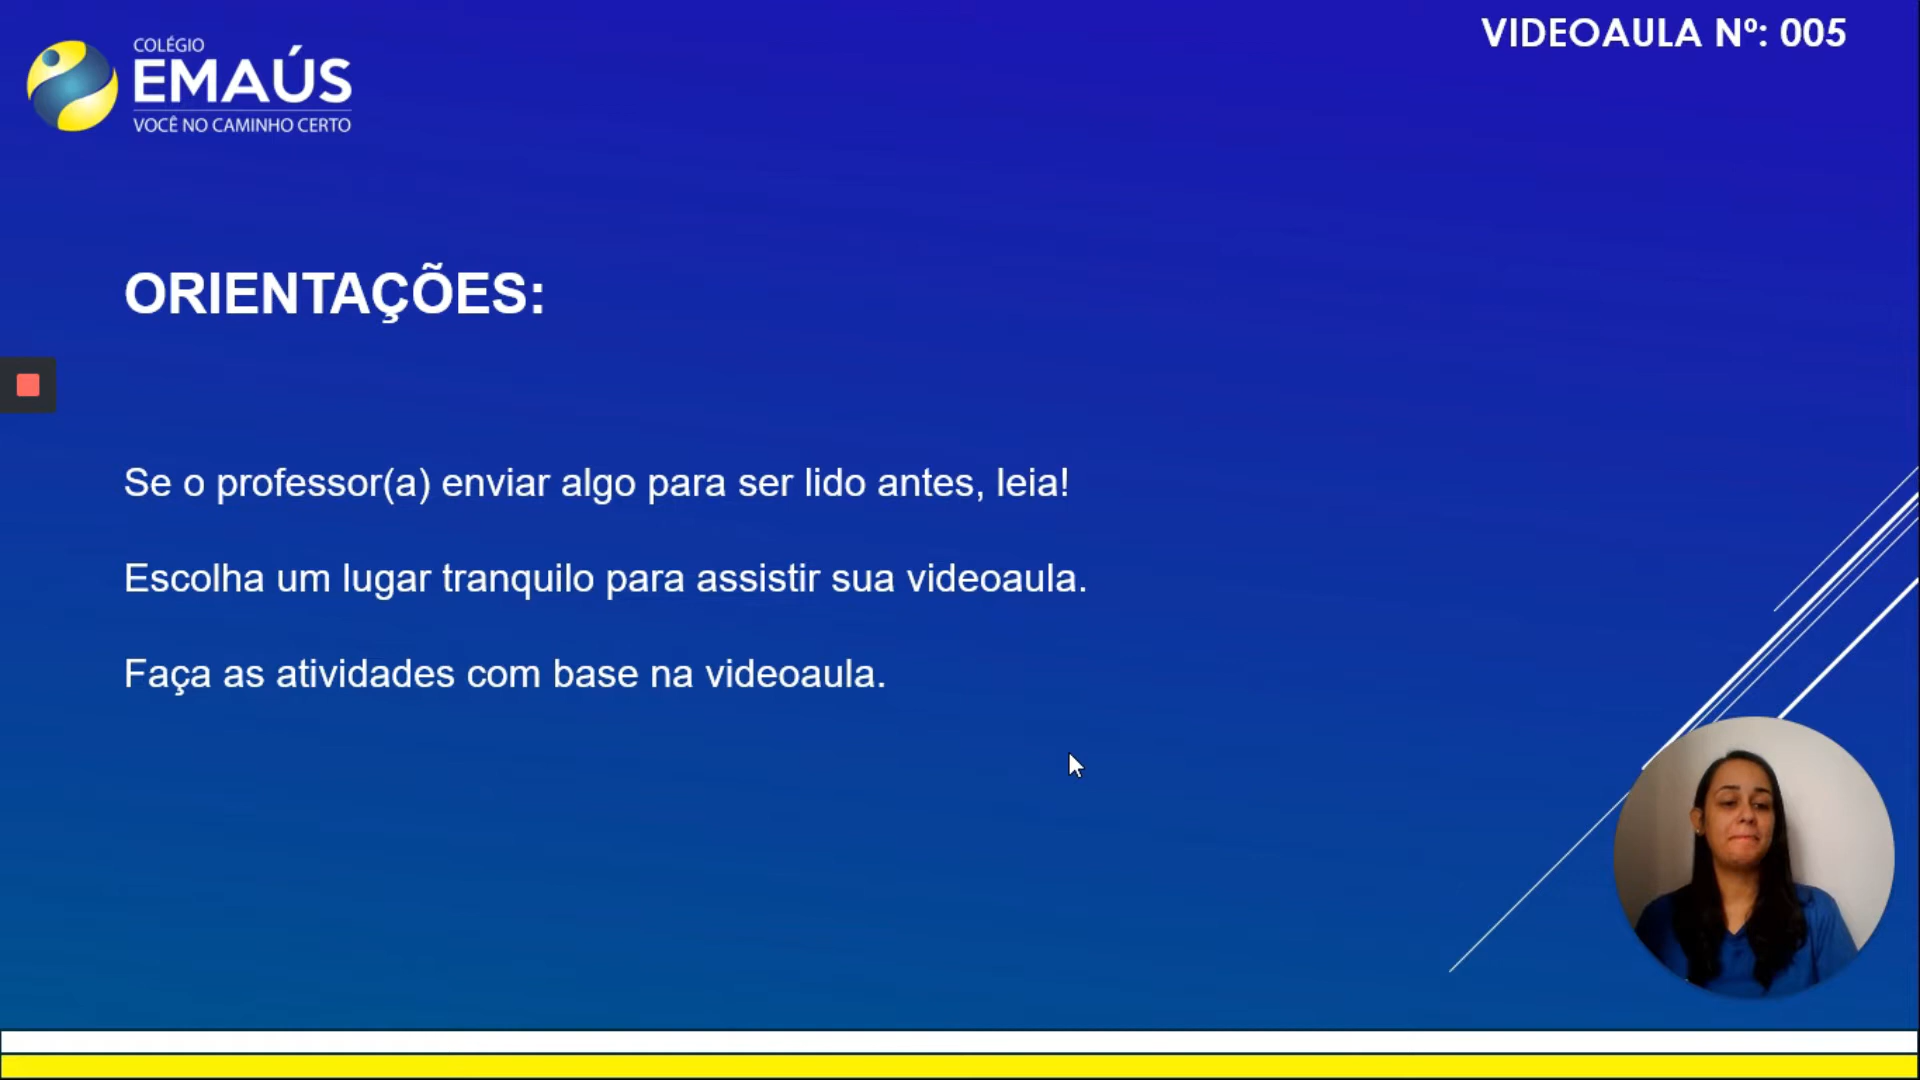 COLÉGIO
EMAÚS
VOCÊ NO CAMINHO CERTO
VIDEOAULA Nº: 005
ORIENTAÇÕES:
Se o professor(a) enviar algo para ser lido antes, leia!
Escolha um lugar tranquilo para assistir sua videoaula.
Faça as atividades com base na videoaula.